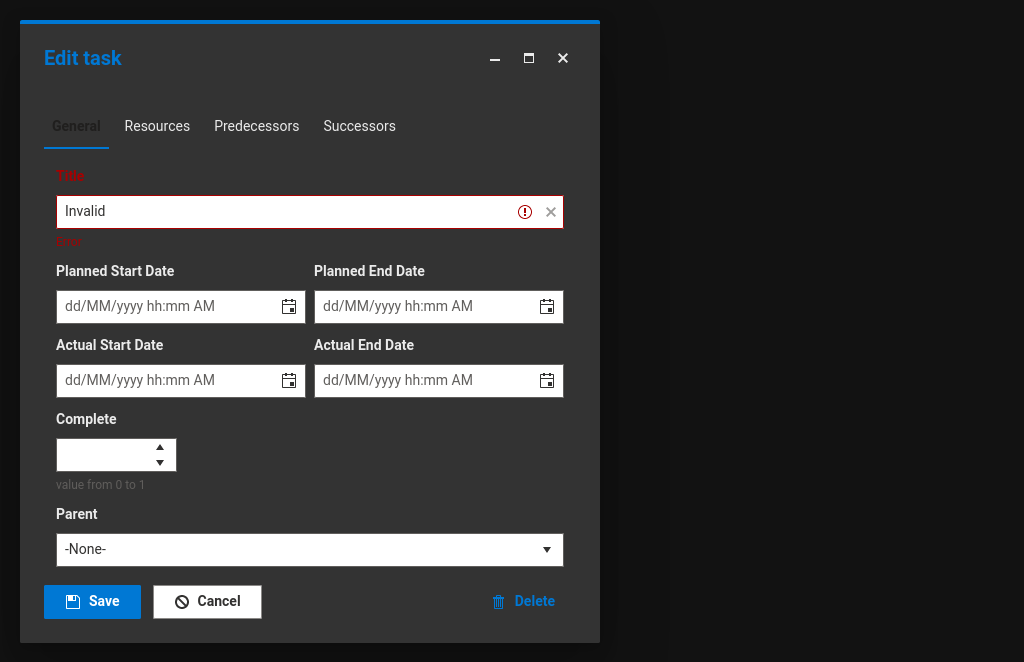 Edit task
General Resources Predecessors Successors
Title
Invalid
Planned Start Date Planned End Date
dd/MM/yyyy hh:mm AM dd/MM/yyyy hh:mm AM
Actual Start Date Actual End Date
dd/MM/yyyy hh:mm AM dd/MM/yyyy hh:mm AM
Complete
value from 0 to 1
Parent
-None-
Save Cancel Delete